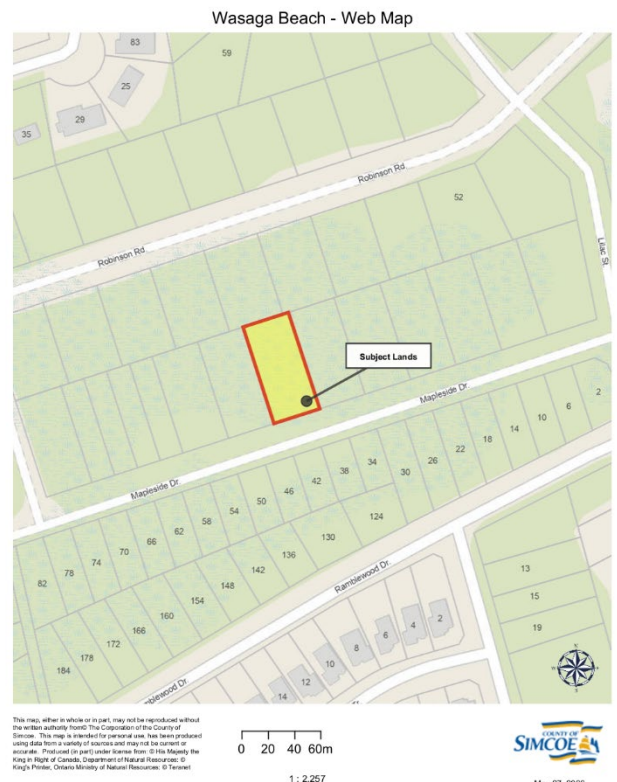 Wasaga Beach - Web Map
83
59
25
29
35
Robinson Rd
52
Robinson Rd
Lilac St
Subject Lands
Mapleside Dr.
2
6
10
14
18
22
26
30
34
38
42
46
50
54
58
62
66
70
74
78
82
Mapleside Dr.
124
130
136
142
148
154
160
166
172
178
184
Ramblewood Dr.
13
15
19
2
4
6
8
10
12
14
This map, either in whole or in part, may not be reproduced without
the written authority from© The Corporation of the County of
Simcoe. This map is intended for personal use, has been produced
using data from a variety of sources and may not be current or
accurate. Produced (in part) under license from: © His Majesty the
King in Right of Canada, Department of Natural Resources: ©
King's Printer, Ontario Ministry of Natural Resources: © Teranet
0 20 40 60m
1 : 2,257
COUNTY OF
SIMCOE